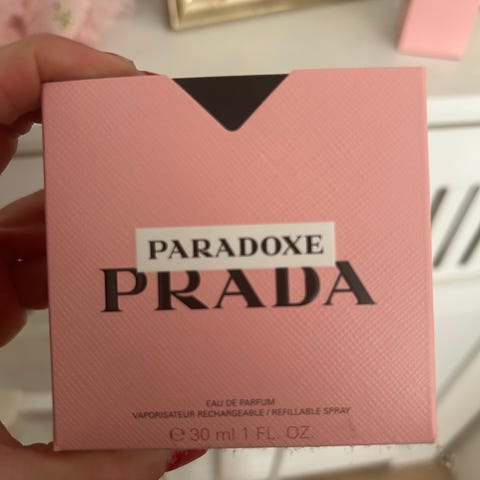 PARADOXE
PRADA
EAU DE PARFUM
VAPORISATEUR RECHARGEABLE / REFILLABLE SPRAY
℮ 30 ml 1 FL. OZ.